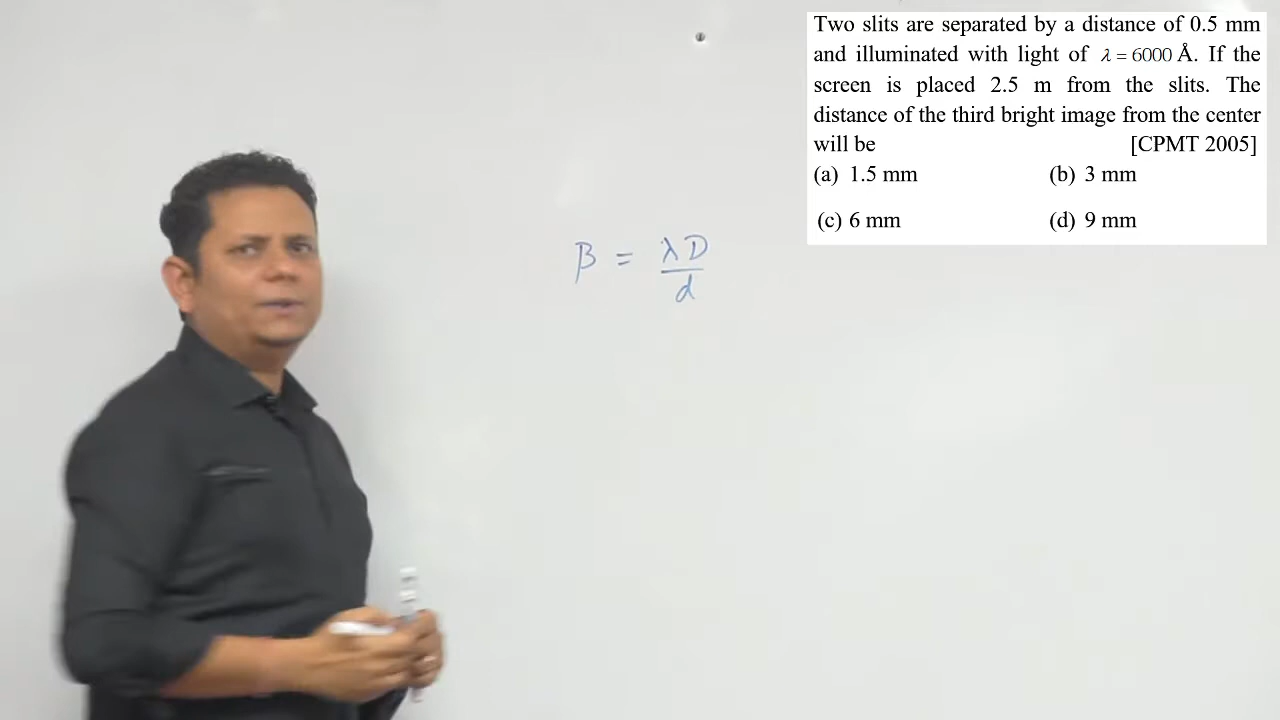 Two slits are separated by a distance of 0.5 mm
and illuminated with light of λ = 6000 Å. If the
screen is placed 2.5 m from the slits. The
distance of the third bright image from the center
will be [CPMT 2005]
(a) 1.5 mm (b) 3 mm
(c) 6 mm (d) 9 mm
β = λD
d